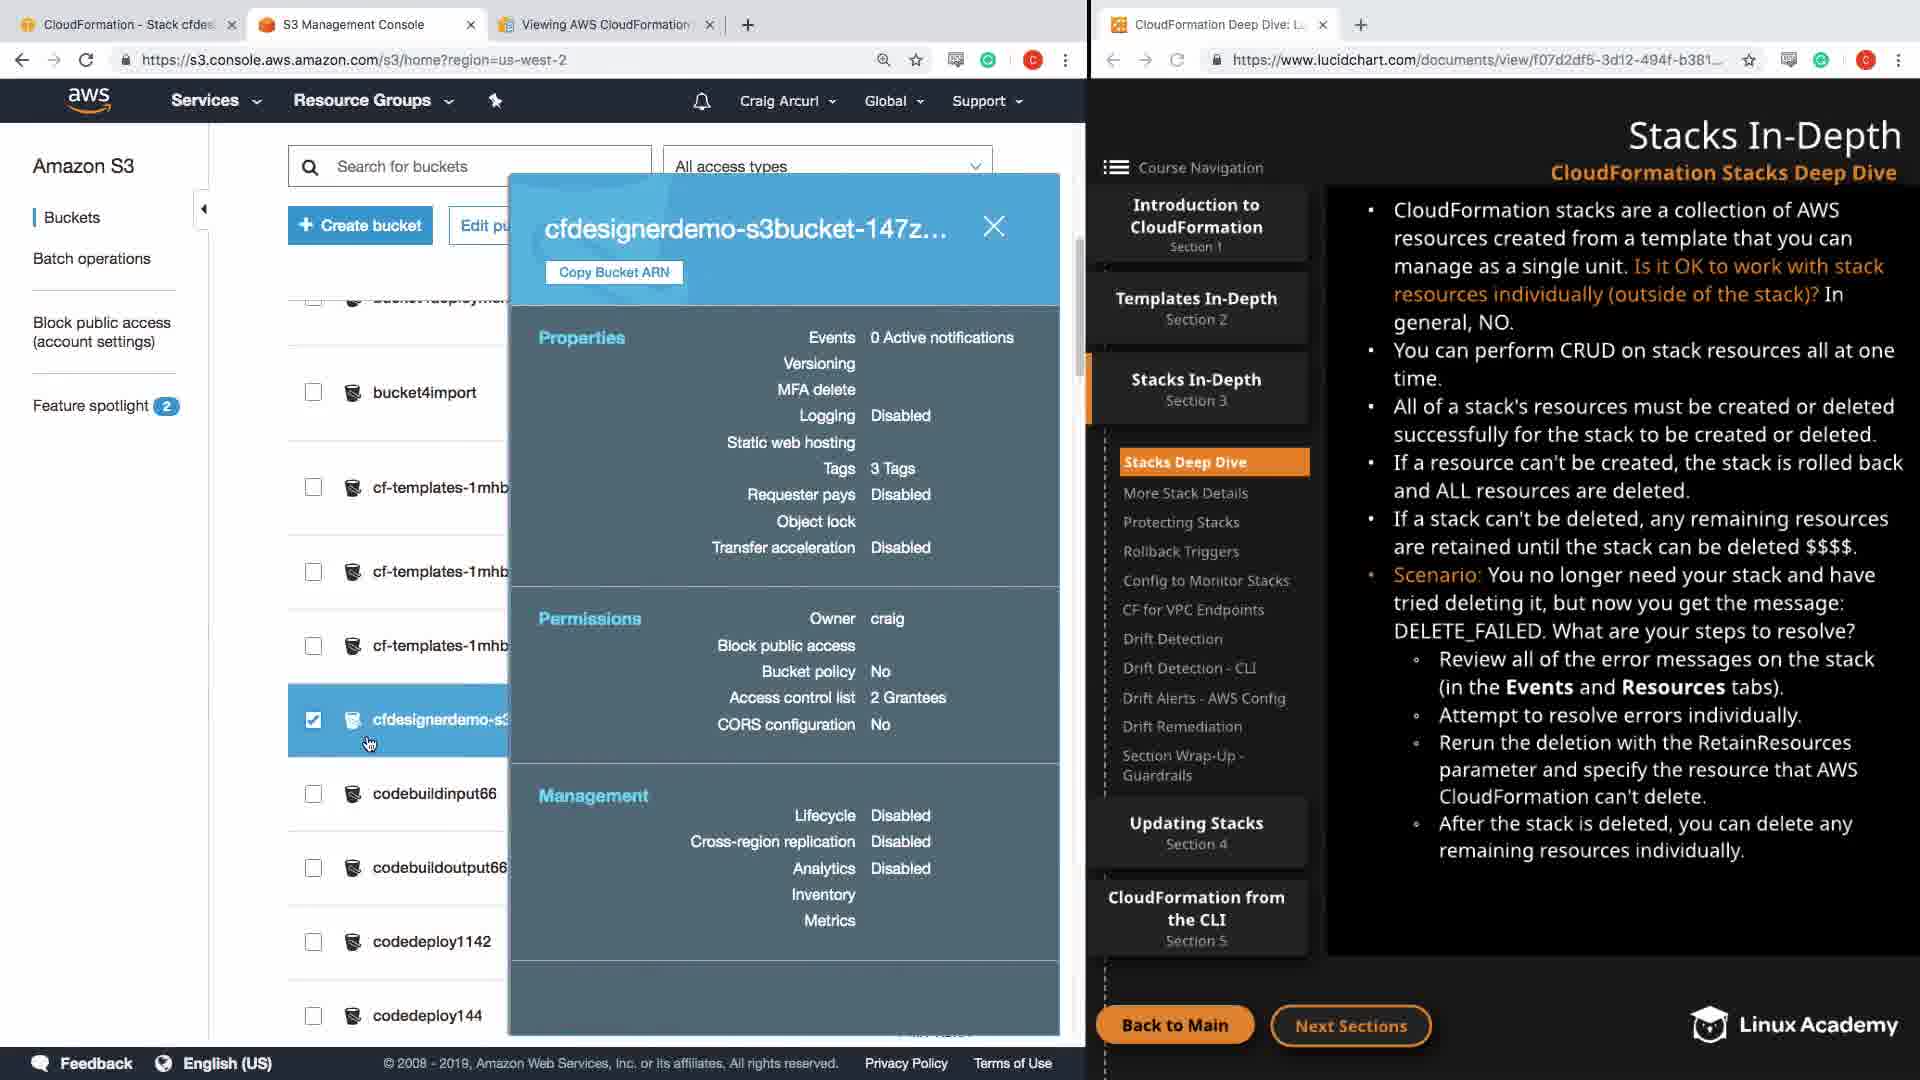 CloudFormation - Stack cfdes
S3 Management Console
Viewing AWS CloudFormation
https://s3.console.aws.amazon.com/s3/home?region=us-west-2
C
aws
Services
Resource Groups
Craig Arcuri
Global
Support
Amazon S3
Buckets
Batch operations
Block public access
(account settings)
Feature spotlight 2
Search for buckets
All access types
+ Create bucket
Edit pu
bucket4import
cf-templates-1mhb
cf-templates-1mhb
cf-templates-1mhb
cfdesignerdemo-s3
codebuildinput66
codebuildoutput66
codedeploy1142
codedeploy144
cfdesignerdemo-s3bucket-147z...
Copy Bucket ARN
Properties
Events 0 Active notifications
Versioning
MFA delete
Logging Disabled
Static web hosting
Tags 3 Tags
Requester pays Disabled
Object lock
Transfer acceleration Disabled
Permissions
Owner craig
Block public access
Bucket policy No
Access control list 2 Grantees
CORS configuration No
Management
Lifecycle Disabled
Cross-region replication Disabled
Analytics Disabled
Inventory
Metrics
Feedback
English (US)
© 2008 - 2019, Amazon Web Services, Inc. or its affiliates. All rights reserved.
Privacy Policy
Terms of Use
CloudFormation Deep Dive: L
https://www.lucidchart.com/documents/view/f07d2df5-3d12-494f-b381...
C
Stacks In-Depth
CloudFormation Stacks Deep Dive
Course Navigation
Introduction to
CloudFormation
Section 1
Templates In-Depth
Section 2
Stacks In-Depth
Section 3
Stacks Deep Dive
More Stack Details
Protecting Stacks
Rollback Triggers
Config to Monitor Stacks
CF for VPC Endpoints
Drift Detection
Drift Detection - CLI
Drift Alerts - AWS Config
Drift Remediation
Section Wrap-Up -
Guardrails
Updating Stacks
Section 4
CloudFormation from
the CLI
Section 5
• CloudFormation stacks are a collection of AWS
resources created from a template that you can
manage as a single unit. Is it OK to work with stack
resources individually (outside of the stack)? In
general, NO.
• You can perform CRUD on stack resources all at one
time.
• All of a stack's resources must be created or deleted
successfully for the stack to be created or deleted.
• If a resource can't be created, the stack is rolled back
and ALL resources are deleted.
• If a stack can't be deleted, any remaining resources
are retained until the stack can be deleted $$$$.
• Scenario: You no longer need your stack and have
tried deleting it, but now you get the message:
DELETE_FAILED. What are your steps to resolve?
◦ Review all of the error messages on the stack
(in the Events and Resources tabs).
◦ Attempt to resolve errors individually.
◦ Rerun the deletion with the RetainResources
parameter and specify the resource that AWS
CloudFormation can't delete.
◦ After the stack is deleted, you can delete any
remaining resources individually.
Back to Main
Next Sections
Linux Academy